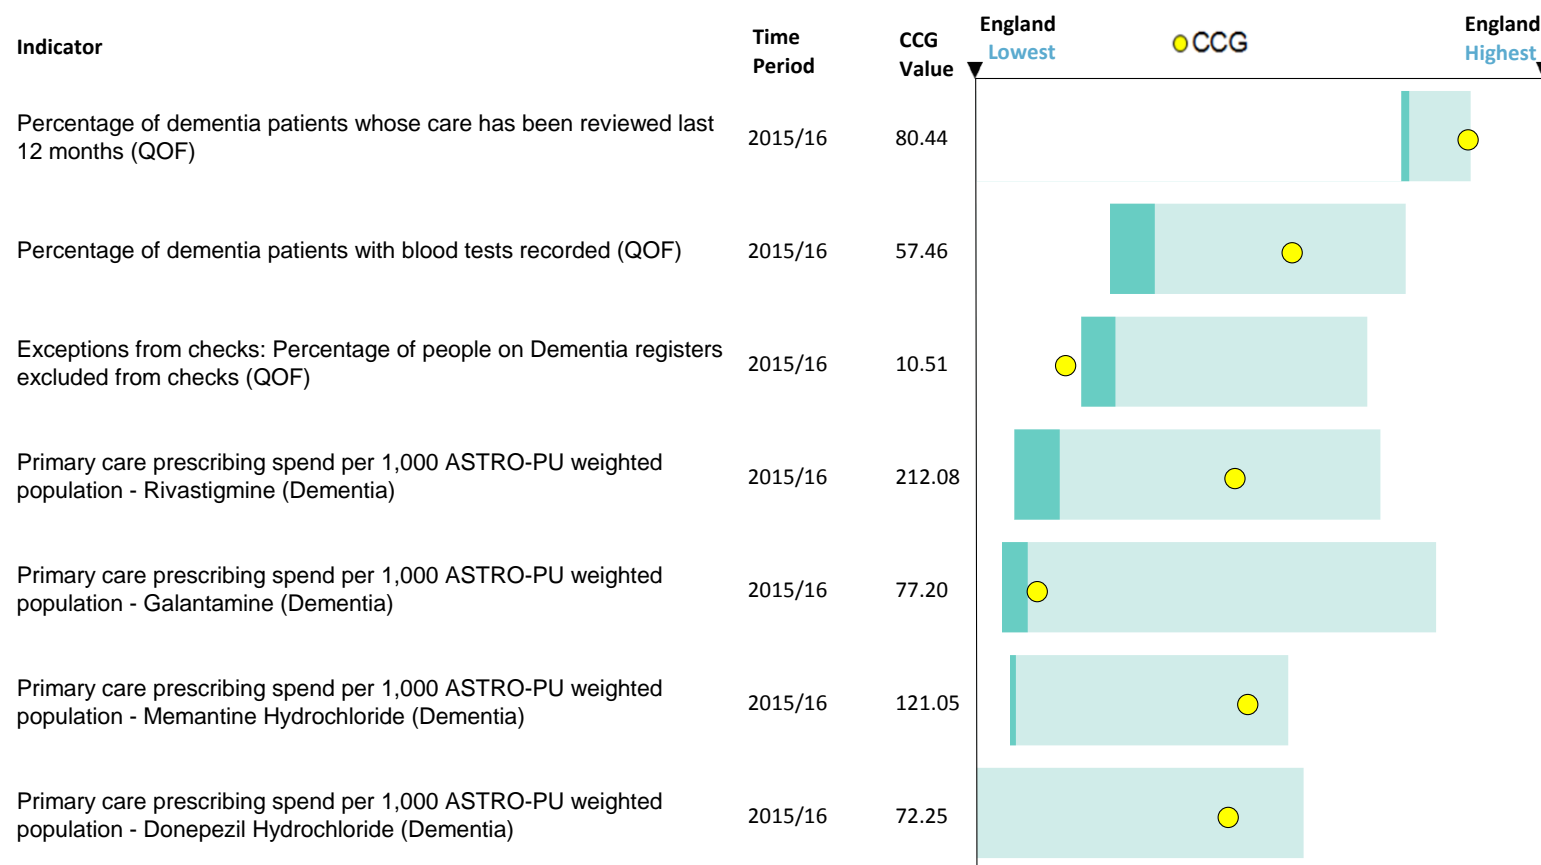 Indicator
Time
Period
CCG
Value
England
Lowest
CCG
England
Highest
Percentage of dementia patients whose care has been reviewed last
12 months (QOF)
2015/16
80.44
Percentage of dementia patients with blood tests recorded (QOF)
2015/16
57.46
Exceptions from checks: Percentage of people on Dementia registers
excluded from checks (QOF)
2015/16
10.51
Primary care prescribing spend per 1,000 ASTRO-PU weighted
population - Rivastigmine (Dementia)
2015/16
212.08
Primary care prescribing spend per 1,000 ASTRO-PU weighted
population - Galantamine (Dementia)
2015/16
77.20
Primary care prescribing spend per 1,000 ASTRO-PU weighted
population - Memantine Hydrochloride (Dementia)
2015/16
121.05
Primary care prescribing spend per 1,000 ASTRO-PU weighted
population - Donepezil Hydrochloride (Dementia)
2015/16
72.25